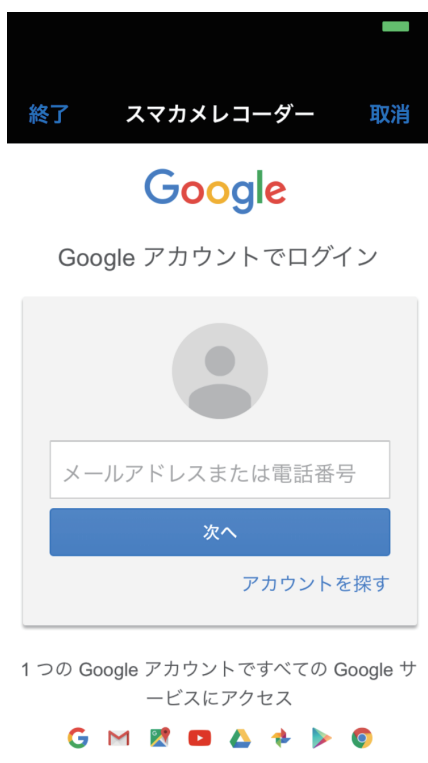 終了 スマカメレコーダー 取消
Google
Google アカウントでログイン
メールアドレスまたは電話番号
次へ
アカウントを探す
1 つの Google アカウントですべての Google サ
ービスにアクセス